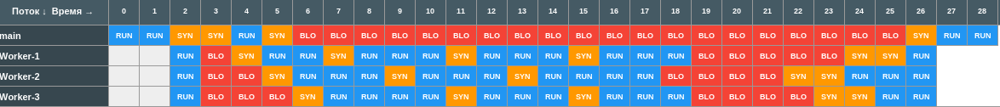 Поток ↓ Время → 0 1 2 3 4 5 6 7 8 9 10 11 12 13 14 15 16 17 18 19 20 21 22 23 24 25 26 27 28
main RUN RUN SYN SYN RUN SYN BLO BLO BLO BLO BLO BLO BLO BLO BLO BLO BLO BLO BLO BLO BLO BLO BLO BLO BLO BLO SYN RUN RUN
Worker-1 RUN BLO SYN RUN RUN SYN RUN RUN RUN SYN RUN RUN RUN SYN RUN RUN RUN BLO BLO BLO BLO BLO SYN SYN RUN
Worker-2 RUN BLO BLO SYN RUN RUN RUN SYN RUN RUN RUN SYN RUN RUN RUN RUN BLO BLO BLO BLO SYN SYN RUN RUN RUN
Worker-3 RUN BLO BLO BLO SYN RUN RUN RUN RUN SYN RUN RUN RUN SYN RUN RUN RUN BLO BLO BLO BLO SYN SYN RUN RUN